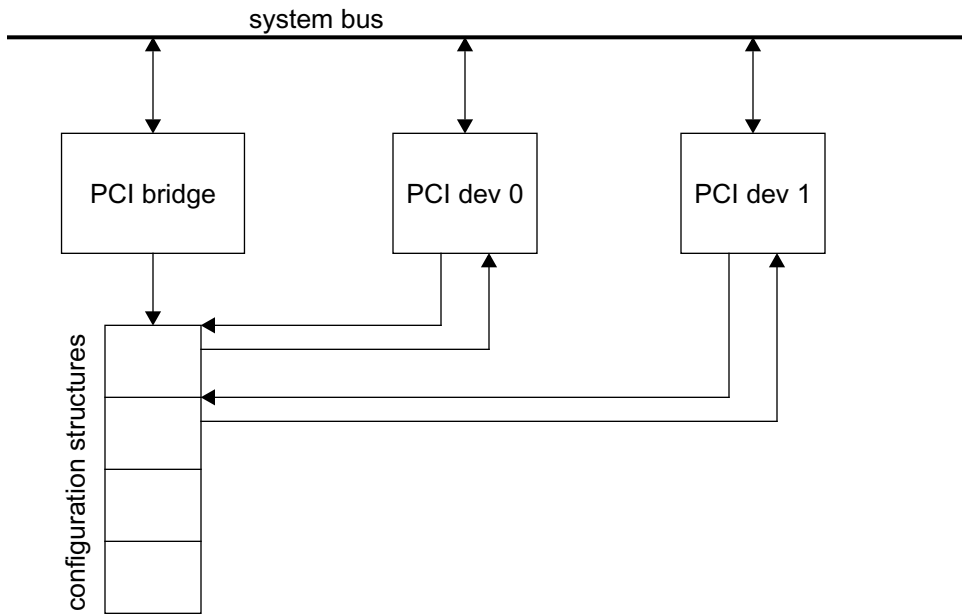 system bus
PCI bridge
PCI dev 0
PCI dev 1
configuration structures